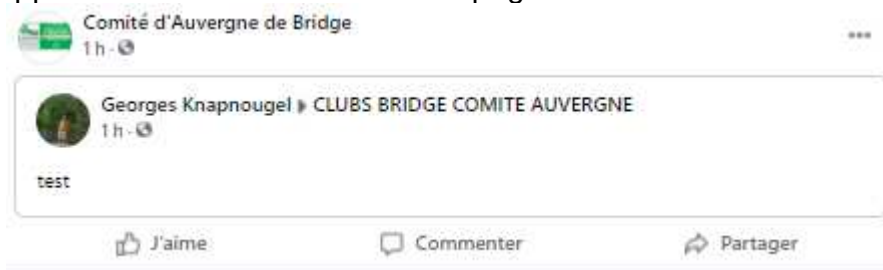 Comité d'Auvergne de Bridge
1 h ·
Georges Knapnougel ▸ CLUBS BRIDGE COMITE AUVERGNE
1 h ·
test
J'aime Commenter Partager